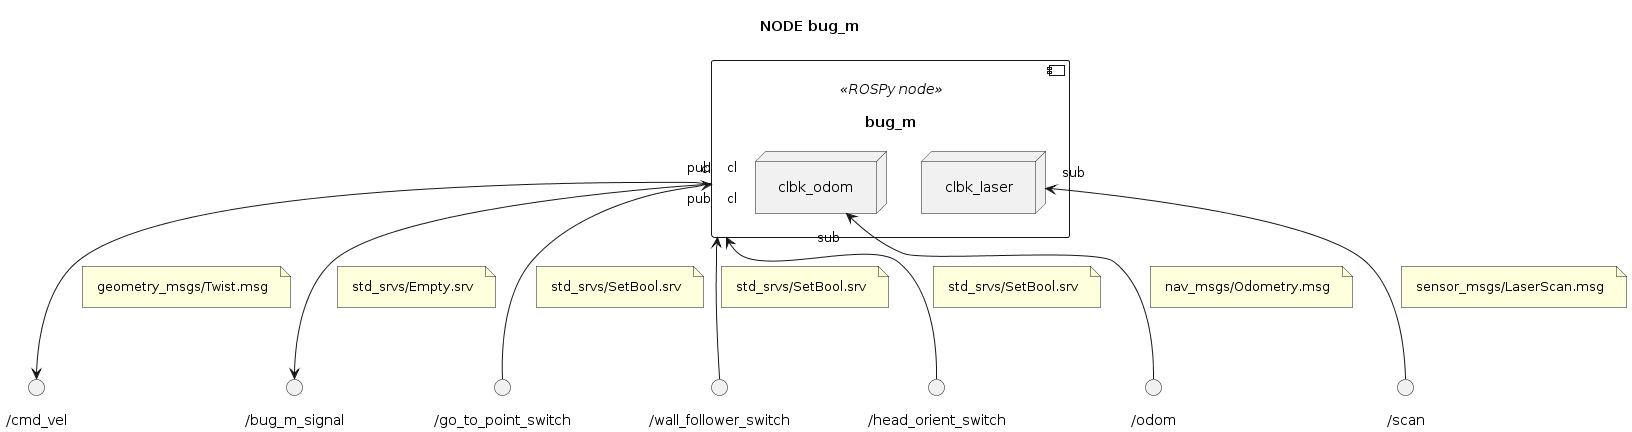 NODE bug_m
«ROSPy node»
bug_m
pub cl cl
clbk_odom
clbk_laser
sub
pub cl
sub
geometry_msgs/Twist.msg
std_srvs/Empty.srv
std_srvs/SetBool.srv
std_srvs/SetBool.srv
std_srvs/SetBool.srv
nav_msgs/Odometry.msg
sensor_msgs/LaserScan.msg
/cmd_vel
/bug_m_signal
/go_to_point_switch
/wall_follower_switch
/head_orient_switch
/odom
/scan